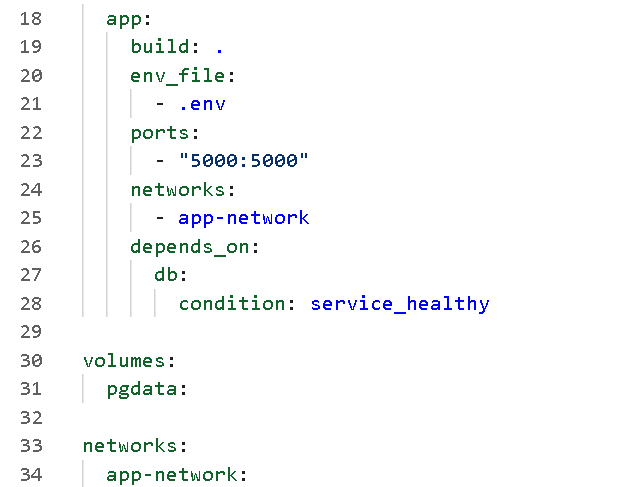 18 app:
19 build: .
20 env_file:
21 - .env
22 ports:
23 - "5000:5000"
24 networks:
25 - app-network
26 depends_on:
27 db:
28 condition: service_healthy
29
30 volumes:
31 pgdata:
32
33 networks:
34 app-network: